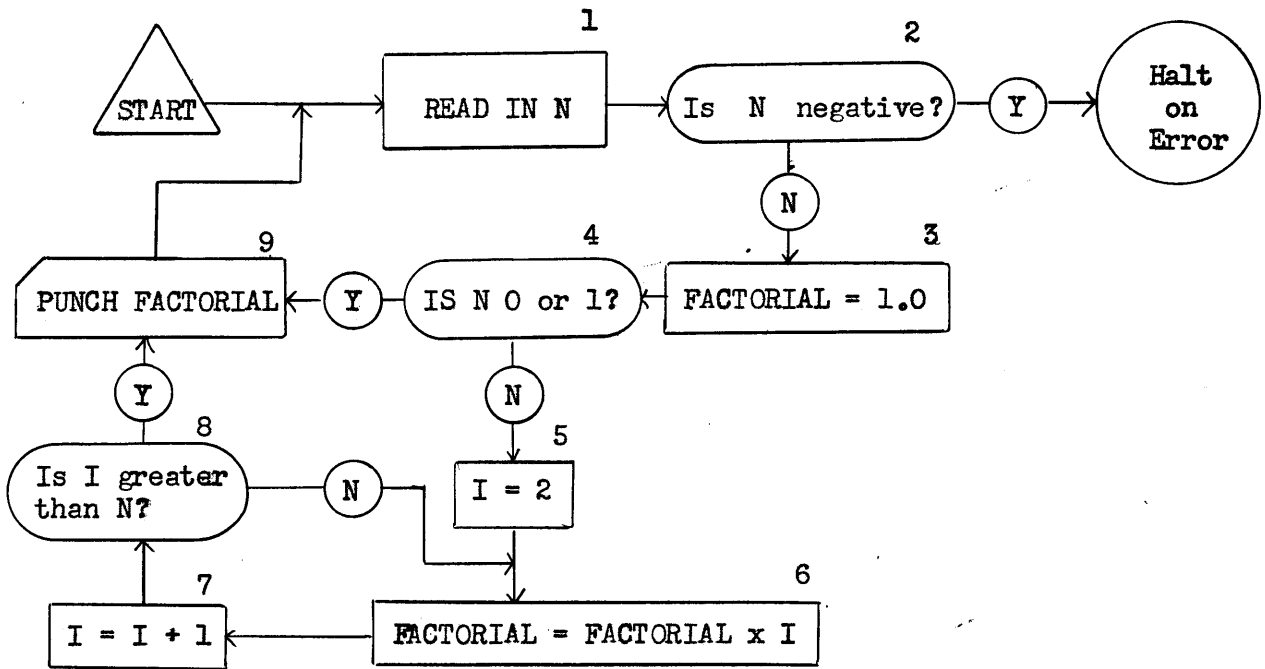 START
1
READ IN N
2
Is N negative?
Y
Halt
on
Error
N
3
FACTORIAL = 1.0
4
IS N 0 or 1?
Y
9
PUNCH FACTORIAL
N
5
I = 2
6
FACTORIAL = FACTORIAL x I
7
I = I + 1
8
Is I greater
than N?
N
Y